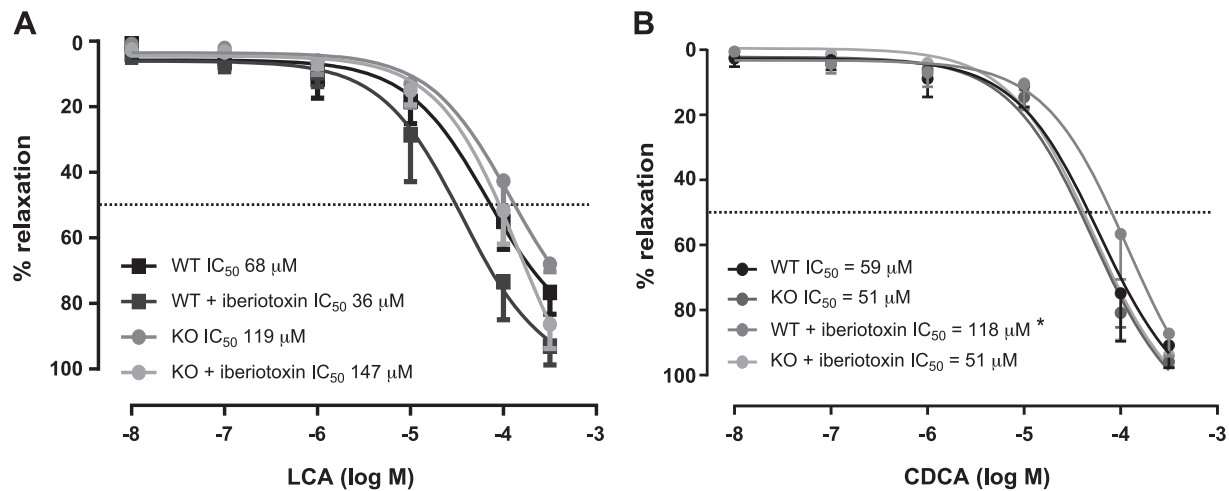 A
% relaxation
0
20
40
60
80
100
WT IC50 68 μM
WT + iberiotoxin IC50 36 μM
KO IC50 119 μM
KO + iberiotoxin IC50 147 μM
-8 -7 -6 -5 -4 -3
LCA (log M)
B
% relaxation
0
20
40
60
80
100
WT IC50 = 59 μM
KO IC50 = 51 μM
WT + iberiotoxin IC50 = 118 μM *
KO + iberiotoxin IC50 = 51 μM
-8 -7 -6 -5 -4 -3
CDCA (log M)